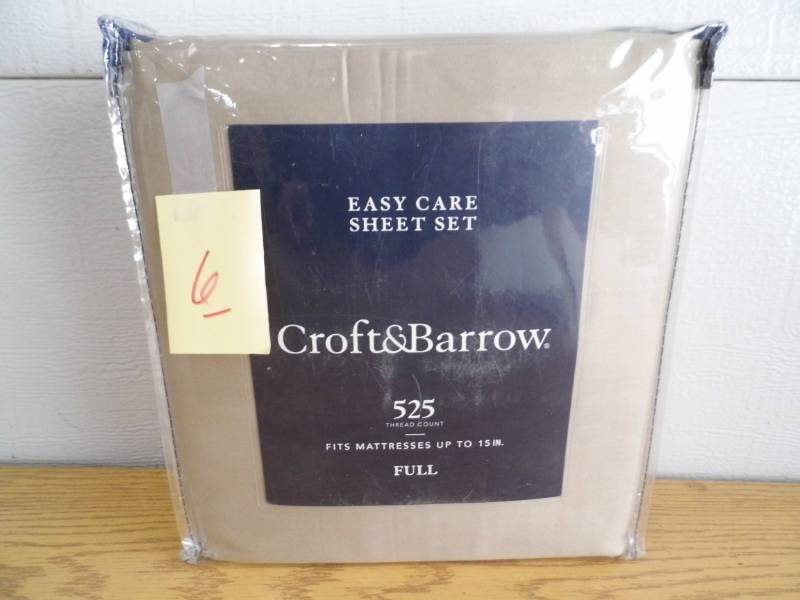 EASY CARE
SHEET SET
6
Croft&Barrow®
525
THREAD COUNT
FITS MATTRESSES UP TO 15 IN.
FULL